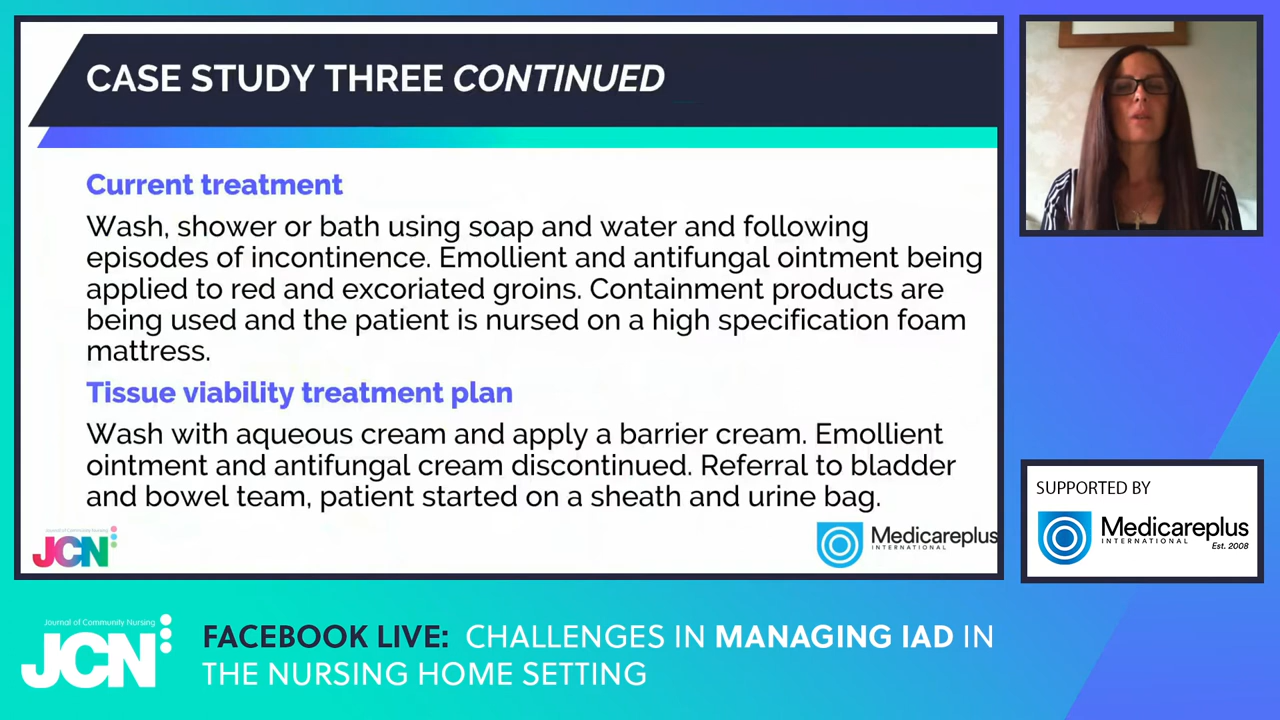 CASE STUDY THREE CONTINUED
Current treatment
Wash, shower or bath using soap and water and following
episodes of incontinence. Emollient and antifungal ointment being
applied to red and excoriated groins. Containment products are
being used and the patient is nursed on a high specification foam
mattress.
Tissue viability treatment plan
Wash with aqueous cream and apply a barrier cream. Emollient
ointment and antifungal cream discontinued. Referral to bladder
and bowel team, patient started on a sheath and urine bag.
Journal of Community Nursing
JCN
Medicareplus
INTERNATIONAL
SUPPORTED BY
Medicareplus
INTERNATIONAL
Est. 2008
Journal of Community Nursing
JCN
FACEBOOK LIVE: CHALLENGES IN MANAGING IAD IN
THE NURSING HOME SETTING